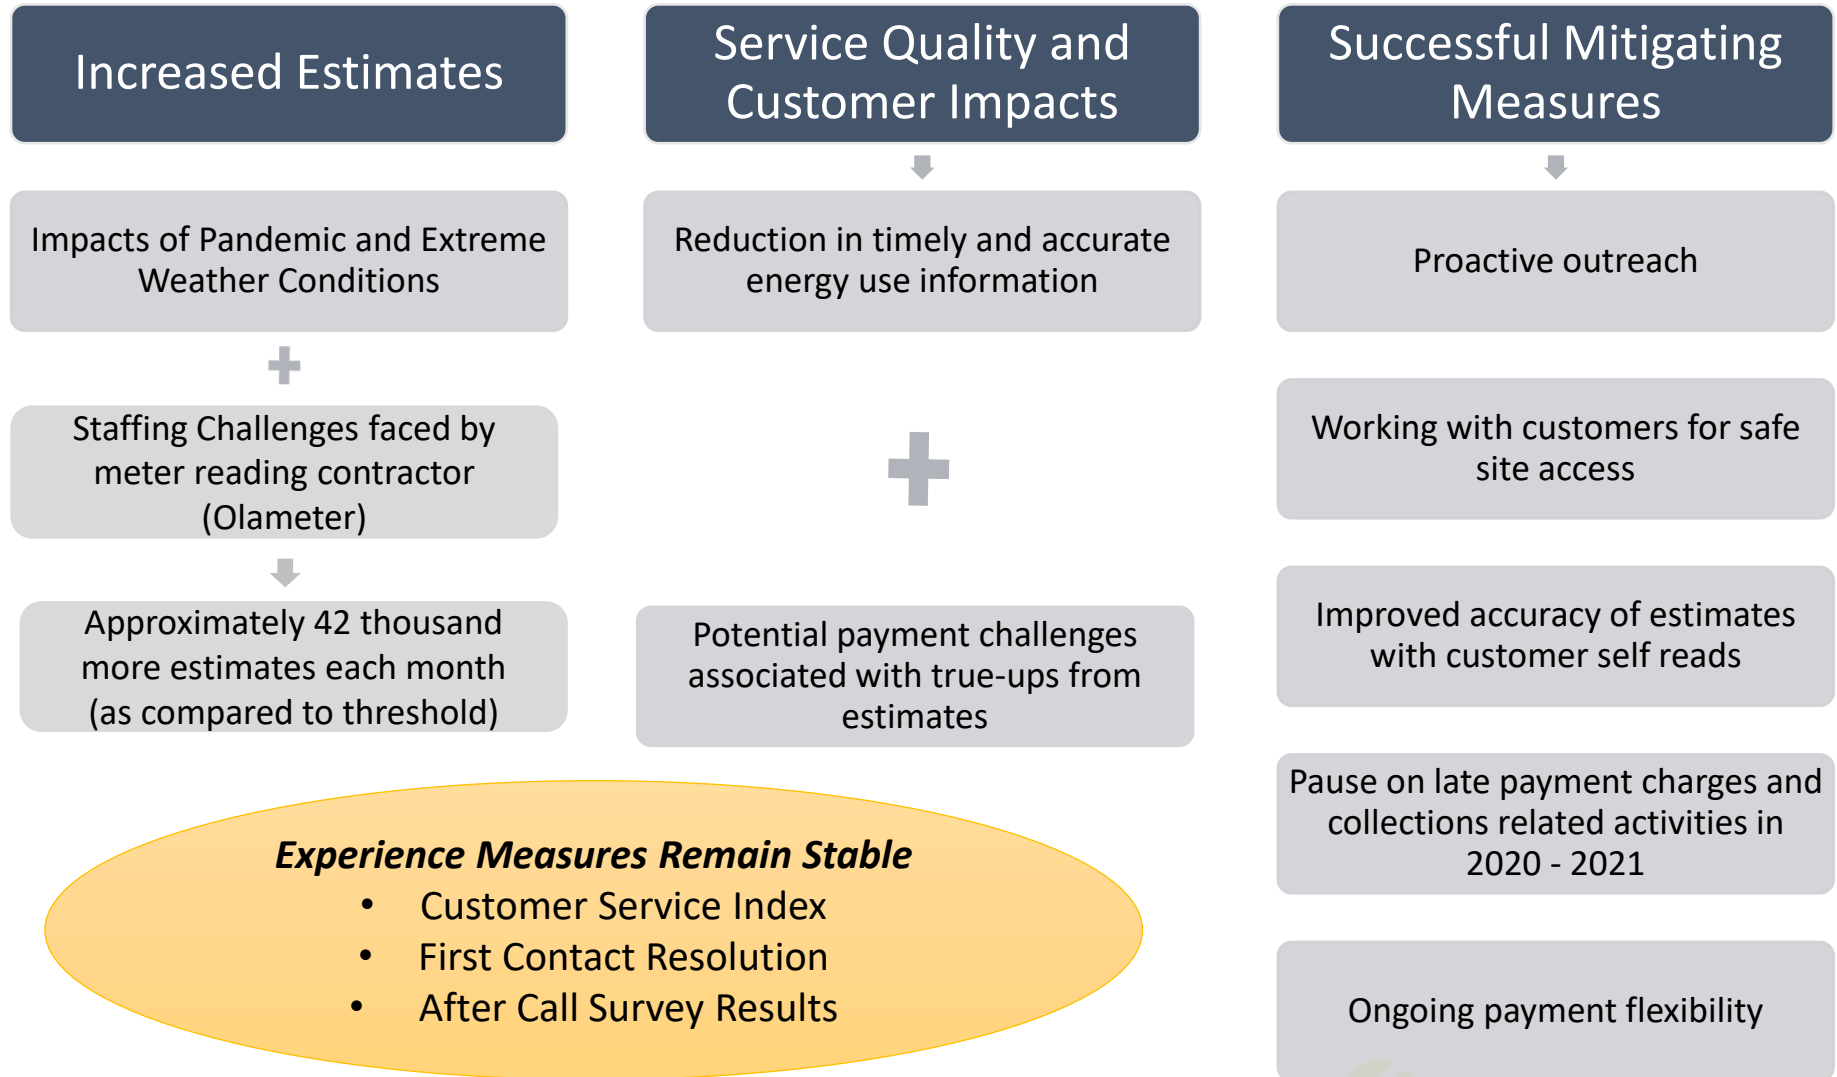 Increased Estimates
Impacts of Pandemic and Extreme
Weather Conditions
Staffing Challenges faced by
meter reading contractor
(Olameter)
Approximately 42 thousand
more estimates each month
(as compared to threshold)
Service Quality and
Customer Impacts
Reduction in timely and accurate
energy use information
Potential payment challenges
associated with true-ups from
estimates
Successful Mitigating
Measures
Proactive outreach
Working with customers for safe
site access
Improved accuracy of estimates
with customer self reads
Pause on late payment charges and
collections related activities in
2020 - 2021
Ongoing payment flexibility
Experience Measures Remain Stable
• Customer Service Index
• First Contact Resolution
• After Call Survey Results